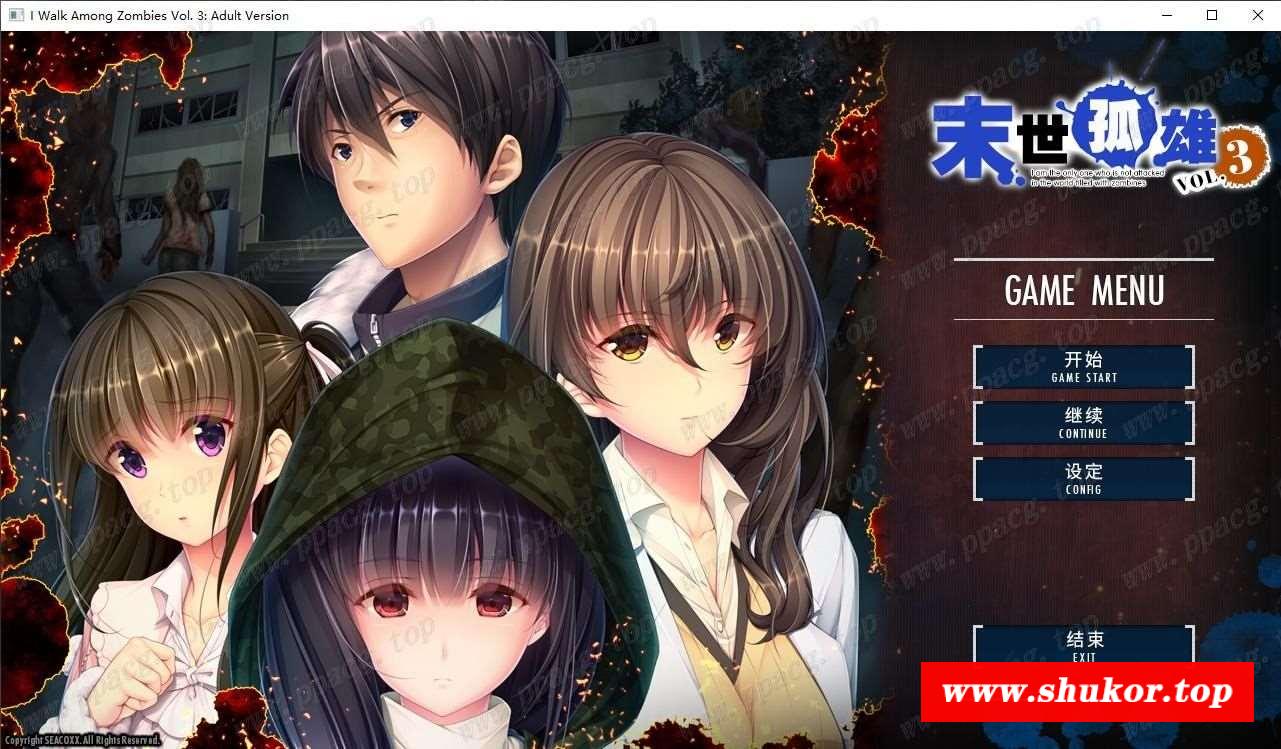 I Walk Among Zombies Vol. 3: Adult Version
末世孤雄
I am the only one who is not attacked
in the world filled with zombines
VOL.3
GAME MENU
开始
GAME START
继续
CONTINUE
设定
CONFIG
结束
EXIT
www.shukor.top
Copyright SEACOXX.All Rights Reserved.
www.ppacg.top